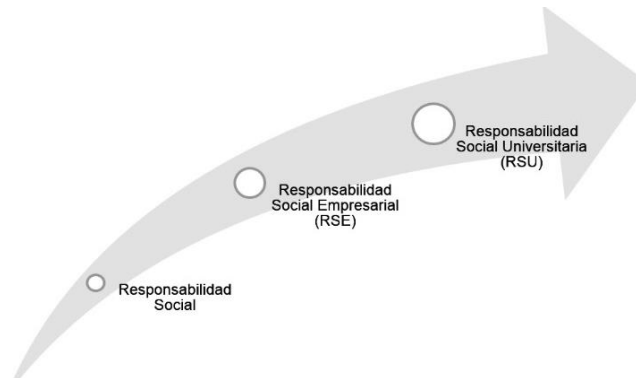 Responsabilidad
Social Universitaria
(RSU)
Responsabilidad
Social Empresarial
(RSE)
Responsabilidad
Social